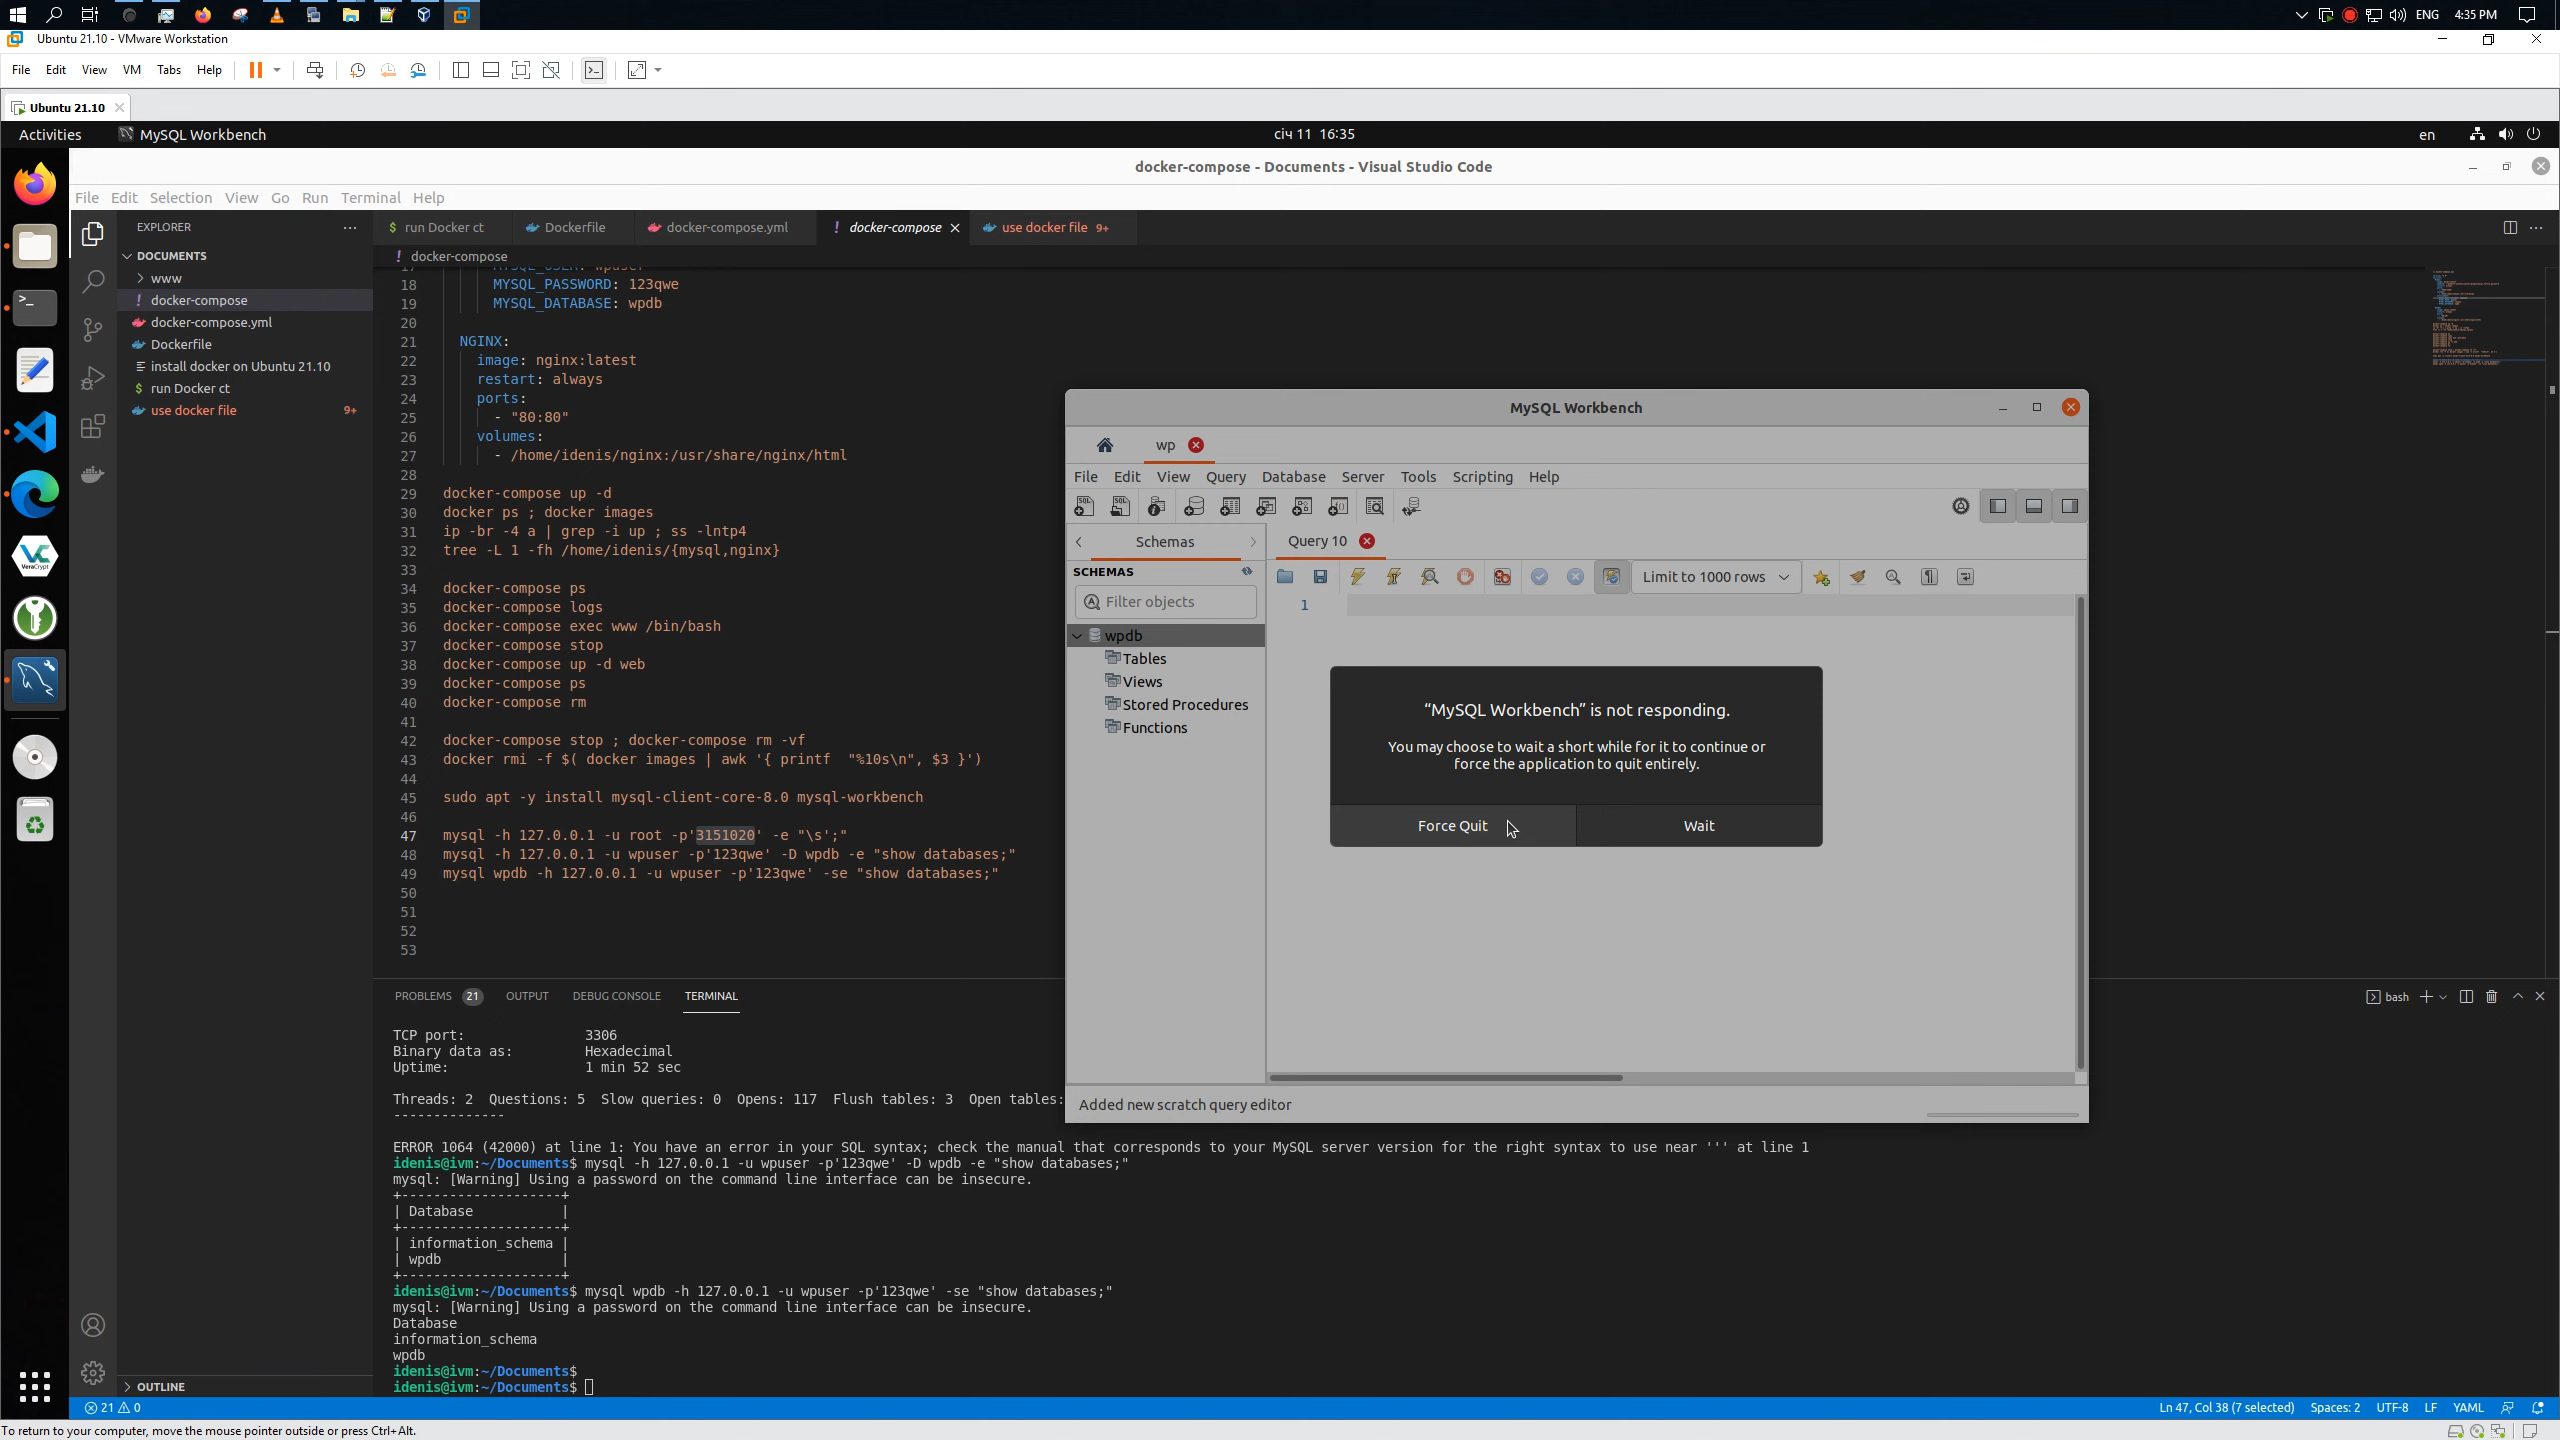 ENG 4:35 PM
Ubuntu 21.10 - VMware Workstation
File Edit View VM Tabs Help
Ubuntu 21.10
Activities MySQL Workbench січ 11 16:35 en
docker-compose - Documents - Visual Studio Code
File Edit Selection View Go Run Terminal Help
EXPLORER
DOCUMENTS
www
docker-compose
docker-compose.yml
Dockerfile
install docker on Ubuntu 21.10
run Docker ct
use docker file 9+
VeraCrypt
OUTLINE
run Docker ct Dockerfile docker-compose.yml docker-compose use docker file 9+
docker-compose
17 MYSQL_USER: wpuser
18 MYSQL_PASSWORD: 123qwe
19 MYSQL_DATABASE: wpdb
20
21 NGINX:
22 image: nginx:latest
23 restart: always
24 ports:
25 - "80:80"
26 volumes:
27 - /home/idenis/nginx:/usr/share/nginx/html
28
29 docker-compose up -d
30 docker ps ; docker images
31 ip -br -4 a | grep -i up ; ss -lntp4
32 tree -L 1 -fh /home/idenis/{mysql,nginx}
33
34 docker-compose ps
35 docker-compose logs
36 docker-compose exec www /bin/bash
37 docker-compose stop
38 docker-compose up -d web
39 docker-compose ps
40 docker-compose rm
41
42 docker-compose stop ; docker-compose rm -vf
43 docker rmi -f $( docker images | awk '{ printf  "%10s\n", $3 }')
44
45 sudo apt -y install mysql-client-core-8.0 mysql-workbench
46
47 mysql -h 127.0.0.1 -u root -p'3151020' -e "\s';"
48 mysql -h 127.0.0.1 -u wpuser -p'123qwe' -D wpdb -e "show databases;"
49 mysql wpdb -h 127.0.0.1 -u wpuser -p'123qwe' -se "show databases;"
50
51
52
53
MySQL Workbench
wp
File Edit View Query Database Server Tools Scripting Help
Schemas
SCHEMAS
Filter objects
wpdb
Tables
Views
Stored Procedures
Functions
Query 10
Limit to 1000 rows
1
“MySQL Workbench” is not responding.
You may choose to wait a short while for it to continue or
force the application to quit entirely.
Force Quit Wait
Added new scratch query editor
PROBLEMS 21 OUTPUT DEBUG CONSOLE TERMINAL bash
TCP port: 3306
Binary data as: Hexadecimal
Uptime: 1 min 52 sec
Threads: 2  Questions: 5  Slow queries: 0  Opens: 117  Flush tables: 3  Open tables:
--------------
ERROR 1064 (42000) at line 1: You have an error in your SQL syntax; check the manual that corresponds to your MySQL server version for the right syntax to use near ''' at line 1
idenis@ivm:~/Documents$ mysql -h 127.0.0.1 -u wpuser -p'123qwe' -D wpdb -e "show databases;"
mysql: [Warning] Using a password on the command line interface can be insecure.
+--------------------+
| Database           |
+--------------------+
| information_schema |
| wpdb               |
+--------------------+
idenis@ivm:~/Documents$ mysql wpdb -h 127.0.0.1 -u wpuser -p'123qwe' -se "show databases;"
mysql: [Warning] Using a password on the command line interface can be insecure.
Database
information_schema
wpdb
idenis@ivm:~/Documents$
idenis@ivm:~/Documents$
21 0 Ln 47, Col 38 (7 selected) Spaces: 2 UTF-8 LF YAML
To return to your computer, move the mouse pointer outside or press Ctrl+Alt.